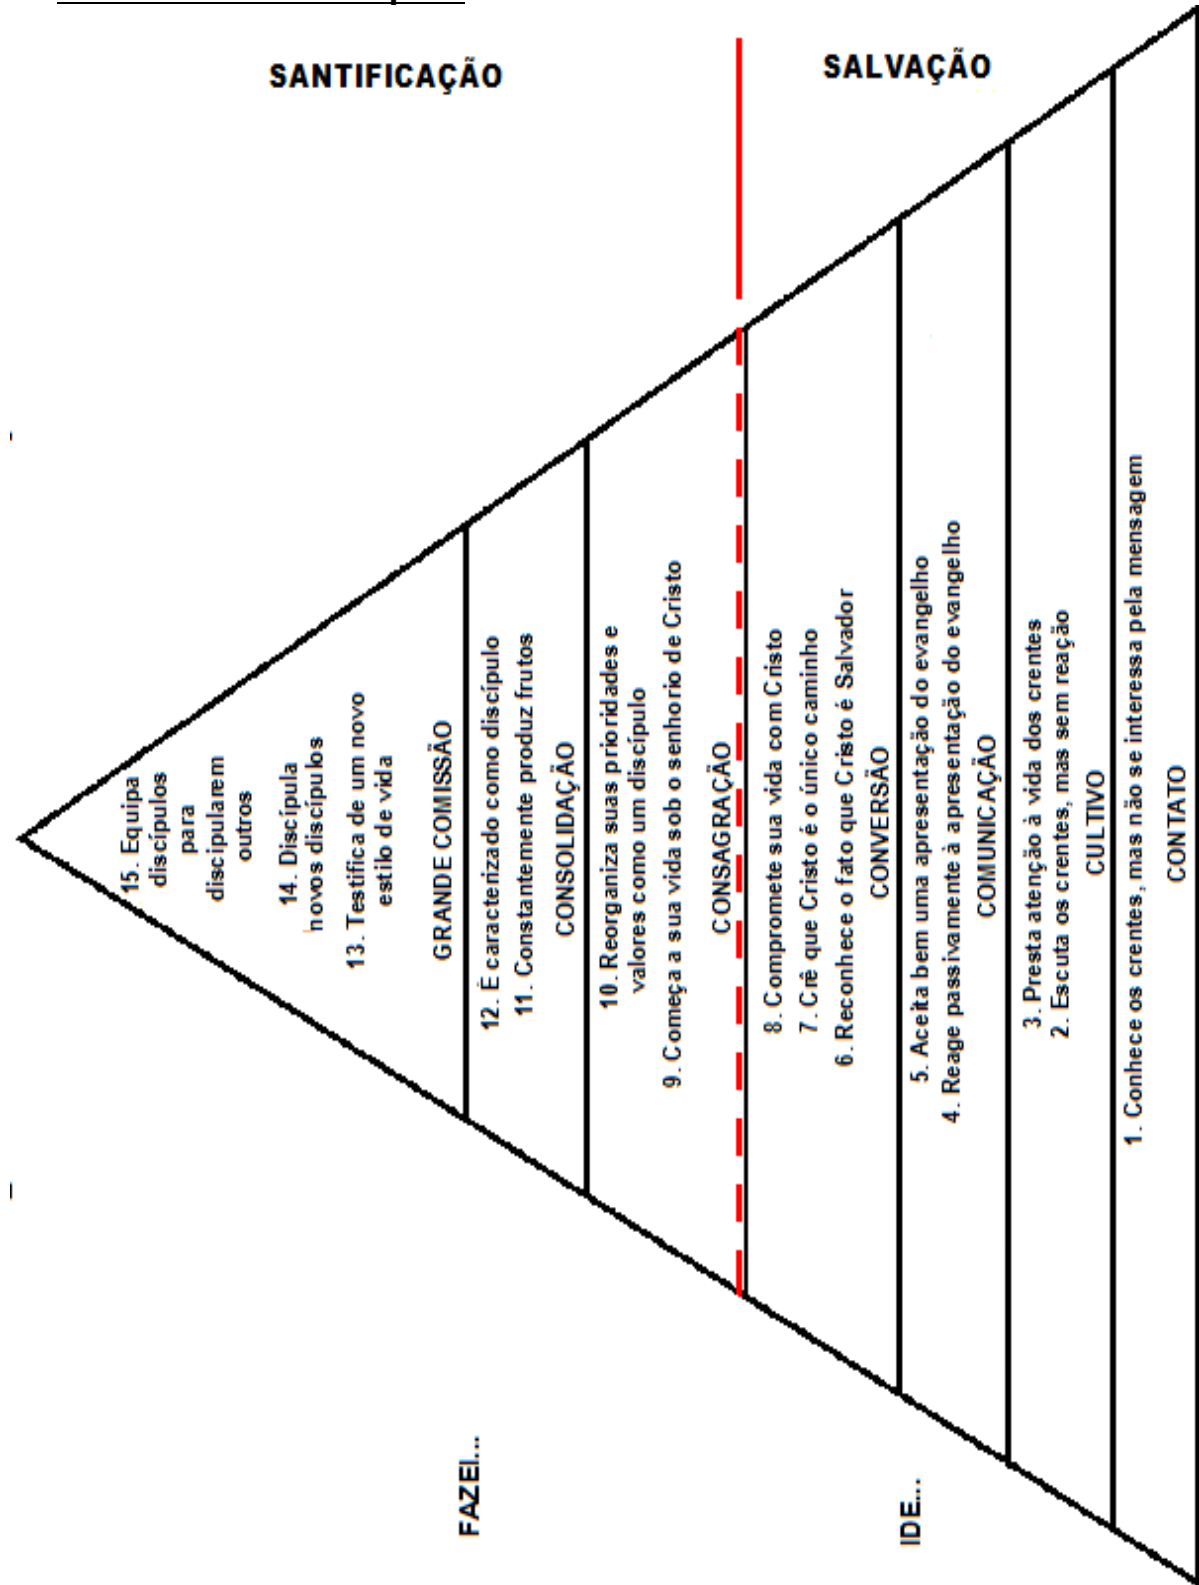 SANTIFICAÇÃO
SALVAÇÃO
15. Equipa
discípulos
para
discipularem
outros
14. Discípula
novos discípulos
13. Testifica de um novo
estilo de vida
GRANDE COMISSÃO
12. É caracterizado como discípulo
11. Constantemente produz frutos
CONSOLIDAÇÃO
10. Reorganiza suas prioridades e
valores como um discípulo
9. Começa a sua vida sob o senhorio de Cristo
CONSAGRAÇÃO
8. Compromete sua vida com Cristo
7. Crê que Cristo é o único caminho
6. Reconhece o fato que Cristo é Salvador
CONVERSÃO
5. Aceita bem uma apresentação do evangelho
4. Reage passivamente à apresentação do evangelho
COMUNICAÇÃO
3. Presta atenção à vida dos crentes
2. Escuta os crentes, mas sem reação
CULTIVO
1. Conhece os crentes, mas não se interessa pela mensagem
CONTATO
FAZEI...
IDE...